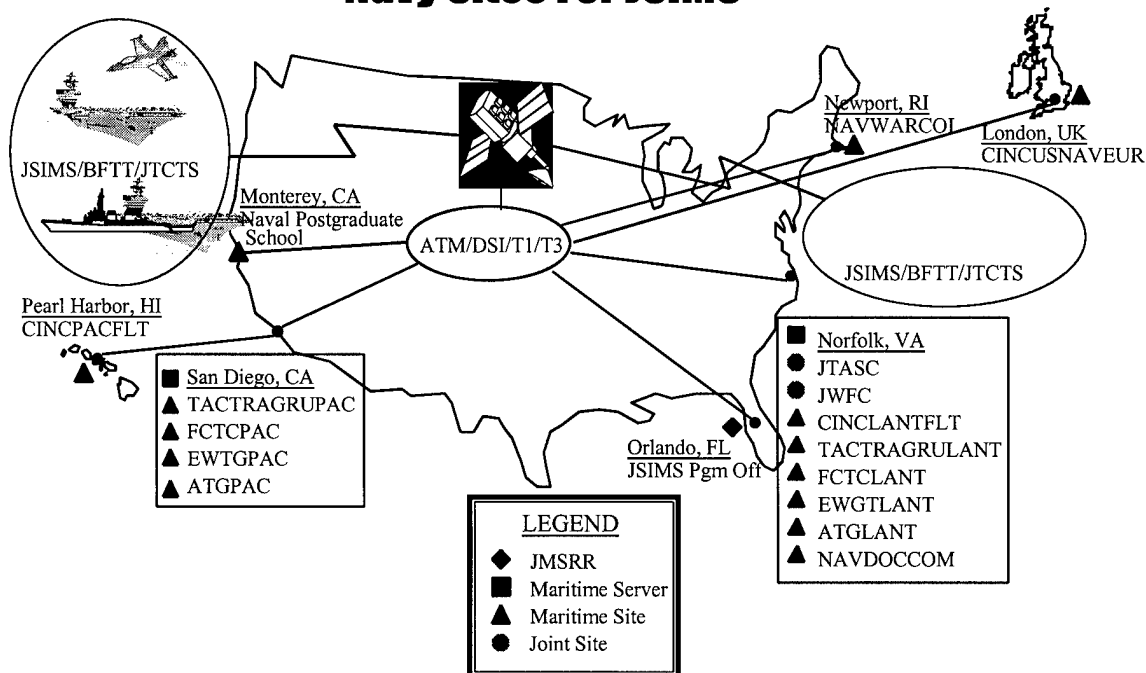 Navy Sites for JSIMS
JSIMS/BFTT/JTCTS
Monterey, CA
Naval Postgraduate
School
ATM/DSI/T1/T3
Newport, RI
NAVWARCOL
London, UK
CINCUSNAVEUR
JSIMS/BFTT/JTCTS
Pearl Harbor, HI
CINCPACFLT
San Diego, CA
TACTRAGRUPAC
FCTCPAC
EWTGPAC
ATGPAC
Orlando, FL
JSIMS Pgm Off
Norfolk, VA
JTASC
JWFC
CINCLANTFLT
TACTRAGRULANT
FCTCLANT
EWGTLANT
ATGLANT
NAVDOCCOM
LEGEND
JMSRR
Maritime Server
Maritime Site
Joint Site